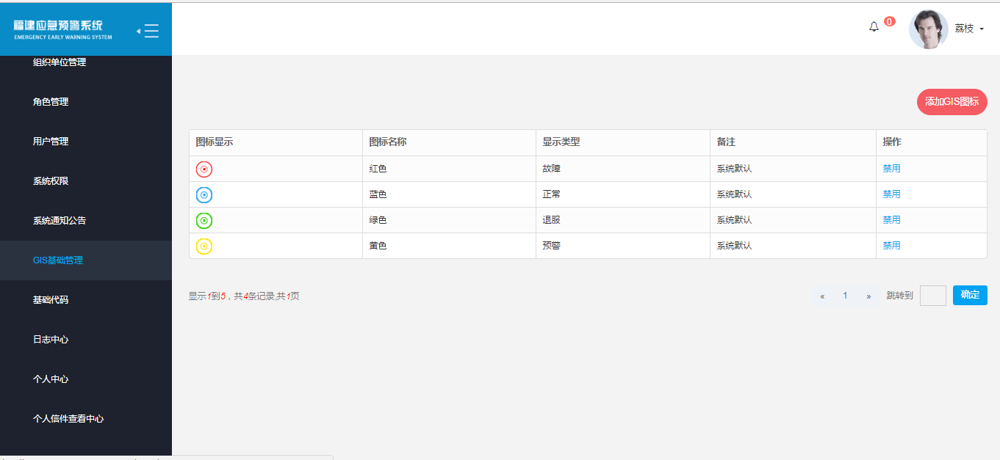 福建应急预警系统
EMERGENCY EARLY WARNING SYSTEM
0
荔枝
组织单位管理
角色管理
用户管理
系统权限
系统通知公告
GIS基础管理
基础代码
日志中心
个人中心
个人信件查看中心
添加GIS图标
图标显示 图标名称 显示类型 备注 操作
红色 故障 系统默认 禁用
蓝色 正常 系统默认 禁用
绿色 退服 系统默认 禁用
黄色 预警 系统默认 禁用
显示1到5，共4条记录,共1页
« 1 » 跳转到 确定